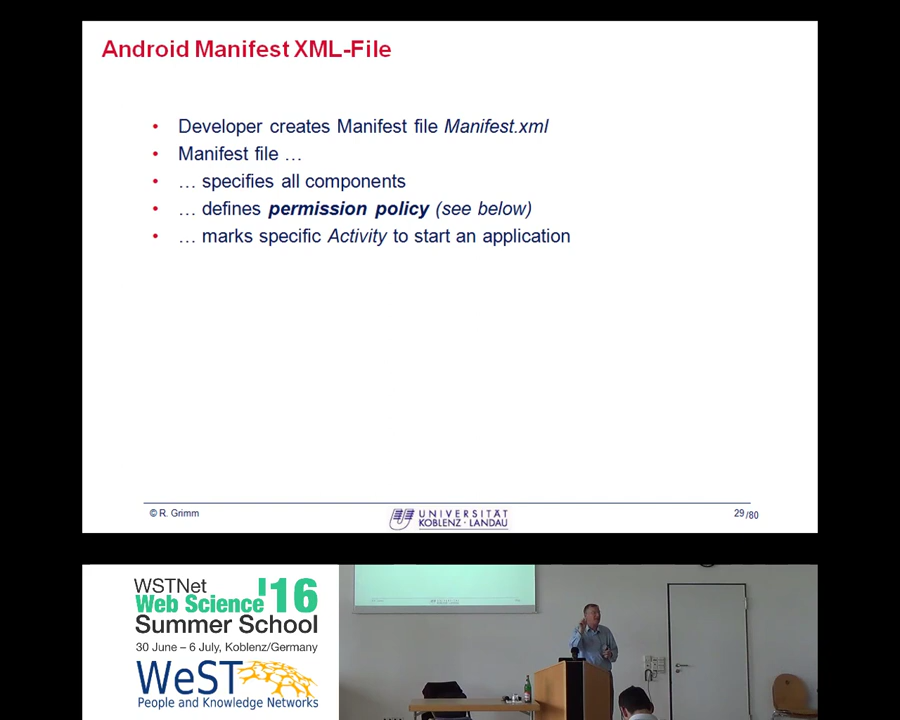 Android Manifest XML-File
• Developer creates Manifest file Manifest.xml
• Manifest file …
• … specifies all components
• … defines permission policy (see below)
• … marks specific Activity to start an application
© R. Grimm
UNIVERSITÄT
KOBLENZ · LANDAU
29/80
WSTNet
Web Science '16
Summer School
30 June – 6 July, Koblenz/Germany
WeST
People and Knowledge Networks